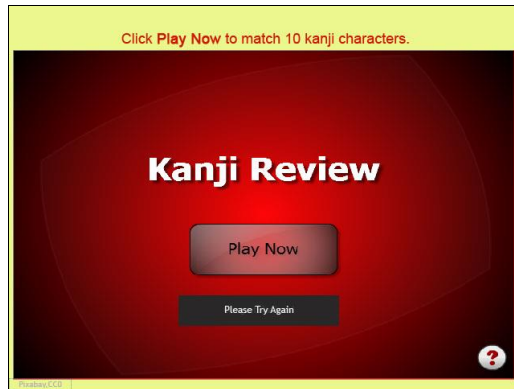 Click Play Now to match 10 kanji characters.
Kanji Review
Play Now
Please Try Again
?
Pixabay,CC0